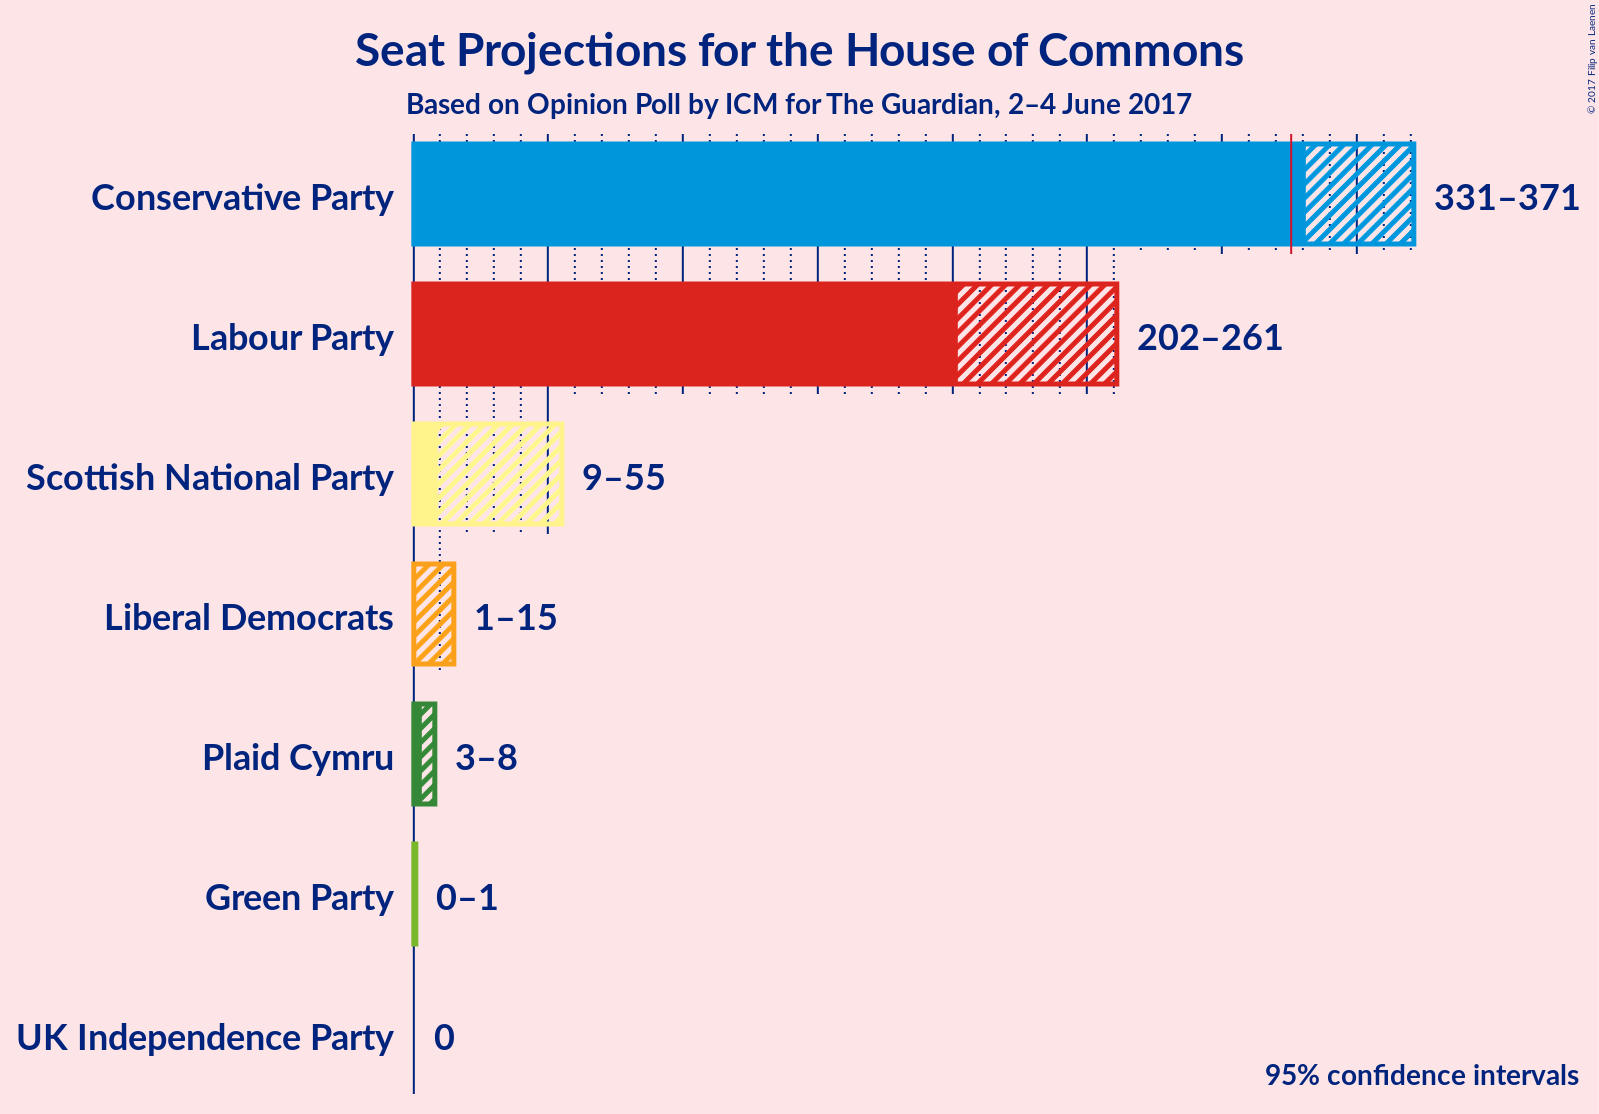 Seat Projections for the House of Commons
Based on Opinion Poll by ICM for The Guardian, 2–4 June 2017
© 2017 Filip van Laenen
Conservative Party 331–371
Labour Party 202–261
Scottish National Party 9–55
Liberal Democrats 1–15
Plaid Cymru 3–8
Green Party 0–1
UK Independence Party 0
95% confidence intervals